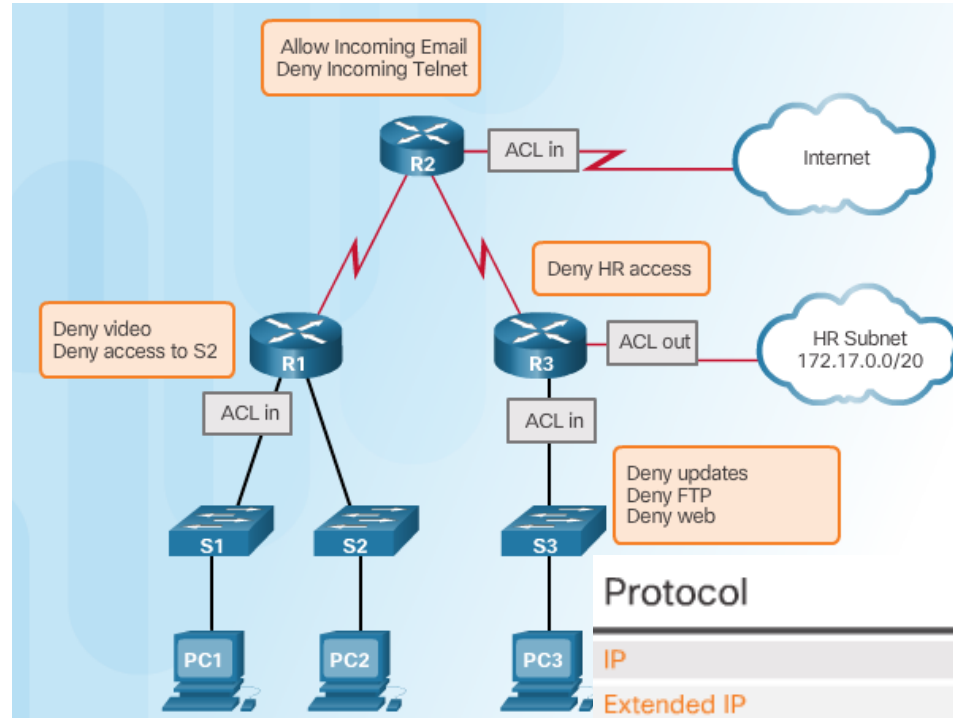 Allow Incoming Email
Deny Incoming Telnet
ACL in
R2
Internet
Deny HR access
Deny video
Deny access to S2
R1
R3
ACL out
HR Subnet
172.17.0.0/20
ACL in
ACL in
Deny updates
Deny FTP
Deny web
S1
S2
S3
Protocol
PC1
PC2
PC3
IP
Extended IP